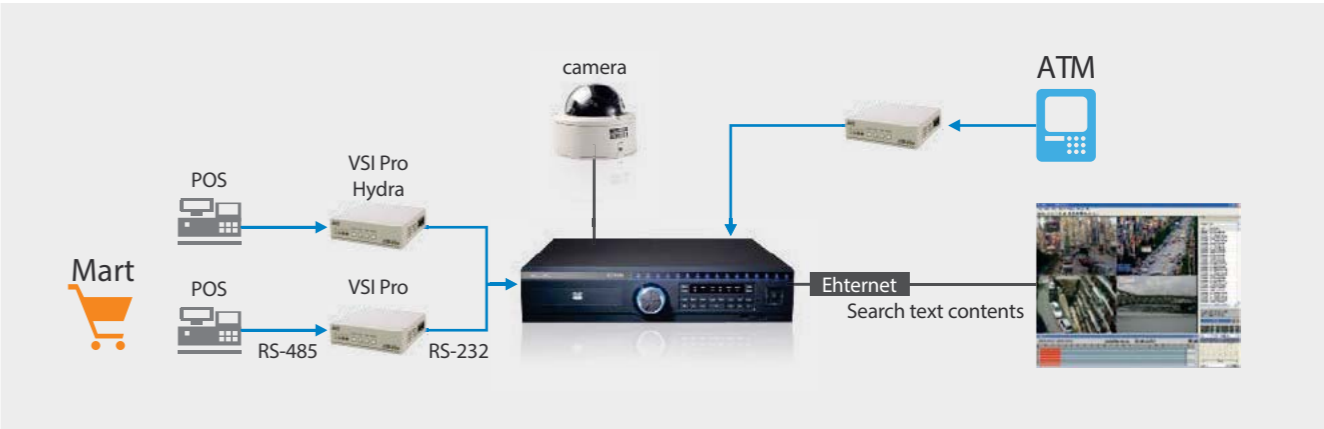 camera
ATM
VSI Pro
Hydra
POS
Mart
POS
VSI Pro
RS-485
RS-232
Ehternet
Search text contents